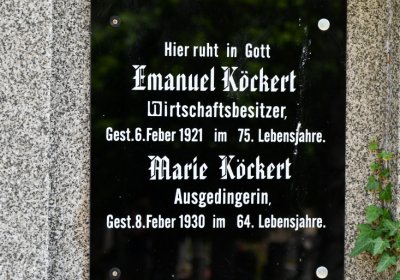 Hier ruht in Gott
Emanuel Köckert
Wirtschaftsbesitzer,
Gest. 6. Feber 1921 im 75. Lebensjahre.
Marie Köckert
Ausgedingerin,
Gest. 8. Feber 1930 im 64. Lebensjahre.